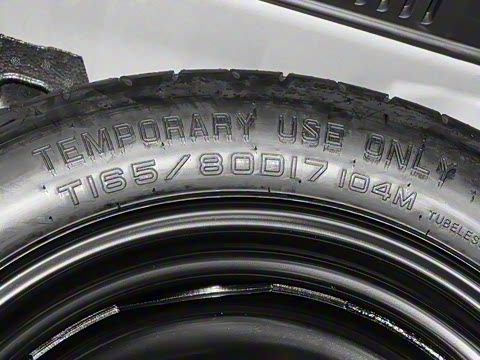 TEMPORARY USE ONLY
T165/80D17 104M
TUBELESS